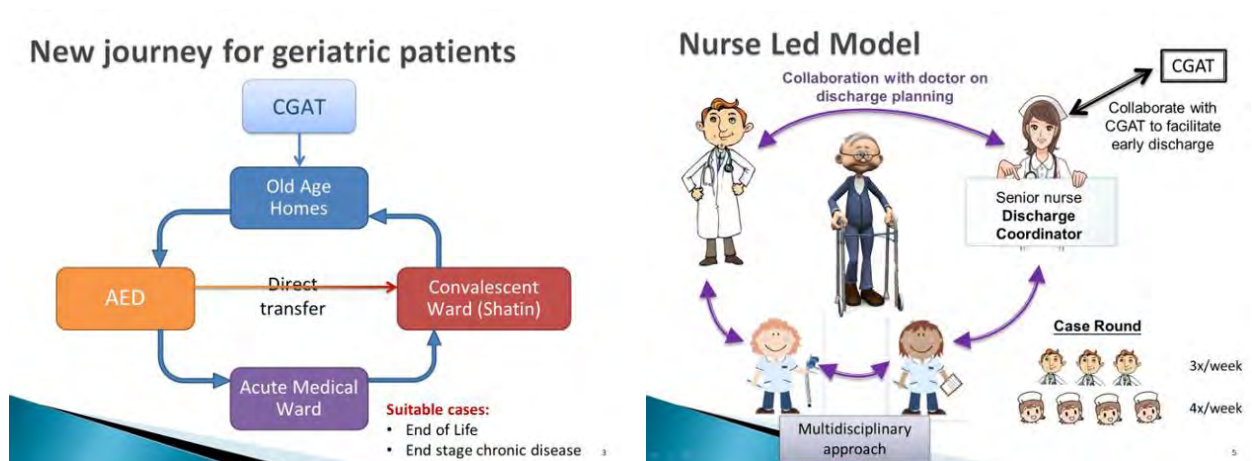 New journey for geriatric patients
CGAT
Old Age
Homes
AED
Direct
transfer
Convalescent
Ward (Shatin)
Acute Medical
Ward
Suitable cases:
• End of Life
• End stage chronic disease
3
Nurse Led Model
CGAT
Collaboration with doctor on
discharge planning
Collaborate with
CGAT to facilitate
early discharge
Senior nurse
Discharge
Coordinator
Case Round
3x/week
4x/week
Multidisciplinary
approach
5